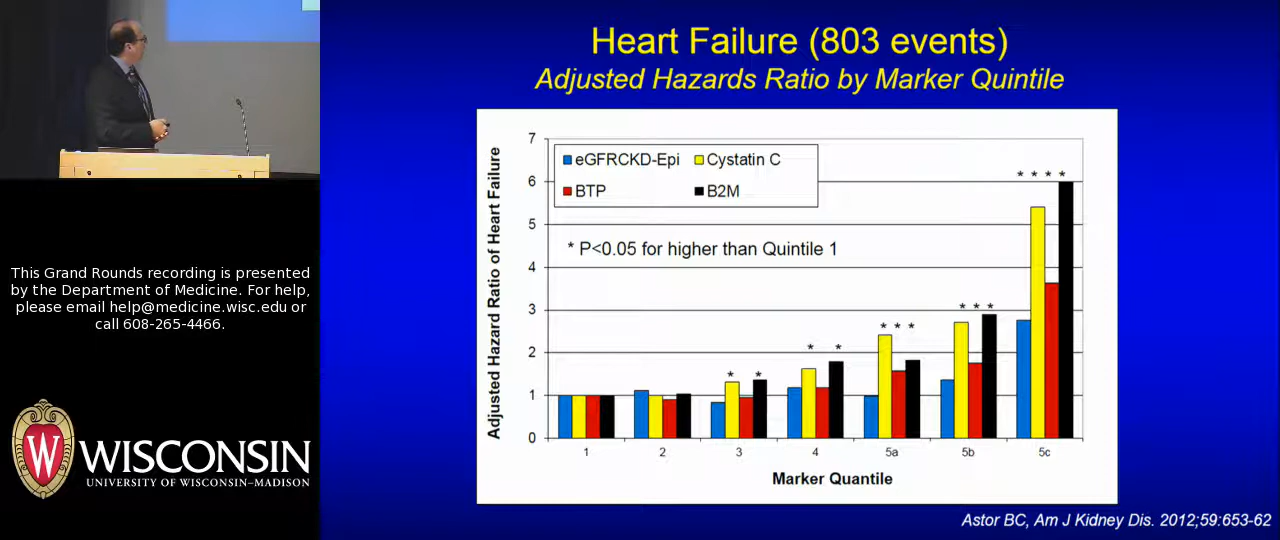 Heart Failure (803 events)
Adjusted Hazards Ratio by Marker Quintile
Adjusted Hazard Ratio of Heart Failure
7
6
5
4
3
2
1
0
eGFRCKD-Epi Cystatin C
BTP B2M
* P<0.05 for higher than Quintile 1
* *
* *
* * *
* * *
* * * *
1 2 3 4 5a 5b 5c
Marker Quantile
Astor BC, Am J Kidney Dis. 2012;59:653-62
This Grand Rounds recording is presented
by the Department of Medicine. For help,
please email help@medicine.wisc.edu or
call 608-265-4466.
W
WISCONSIN
UNIVERSITY OF WISCONSIN–MADISON